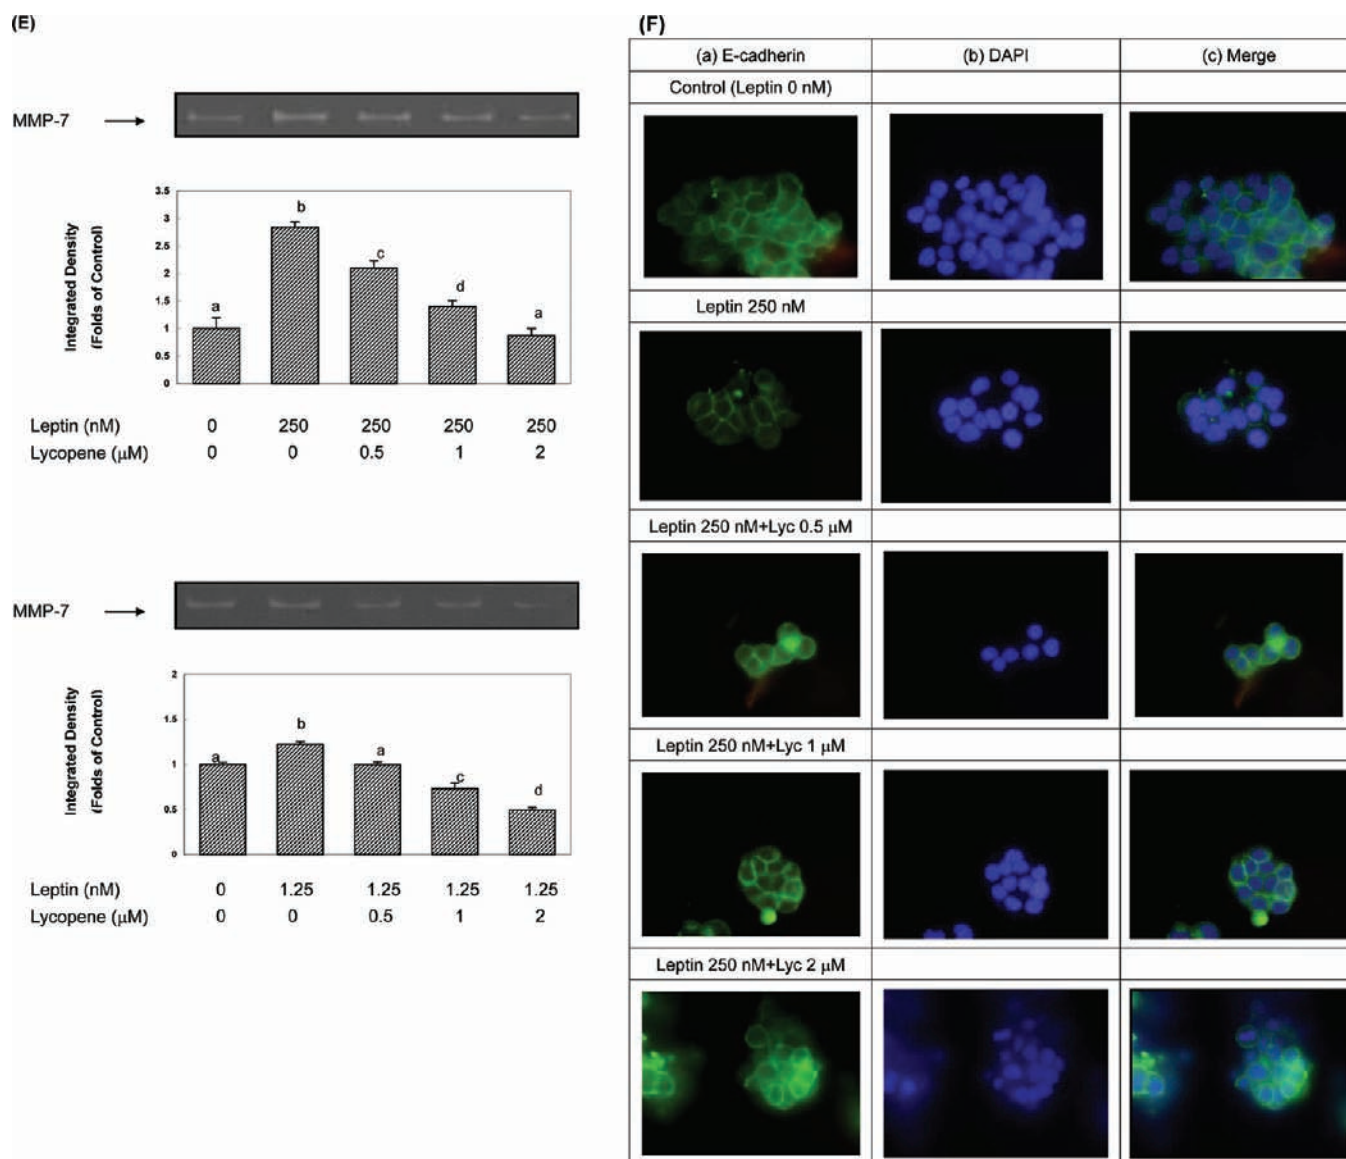 (E)
MMP-7
3.5
3
2.5
2
1.5
1
0.5
0
Integrated Density
(Folds of Control)
a
b
c
d
a
Leptin (nM) 0 250 250 250 250
Lycopene (μM) 0 0 0.5 1 2
MMP-7
2
1.5
1
0.5
0
Integrated Density
(Folds of Control)
a
b
a
c
d
Leptin (nM) 0 1.25 1.25 1.25 1.25
Lycopene (μM) 0 0 0.5 1 2
(F)
(a) E-cadherin (b) DAPI (c) Merge
Control (Leptin 0 nM)
Leptin 250 nM
Leptin 250 nM+Lyc 0.5 μM
Leptin 250 nM+Lyc 1 μM
Leptin 250 nM+Lyc 2 μM